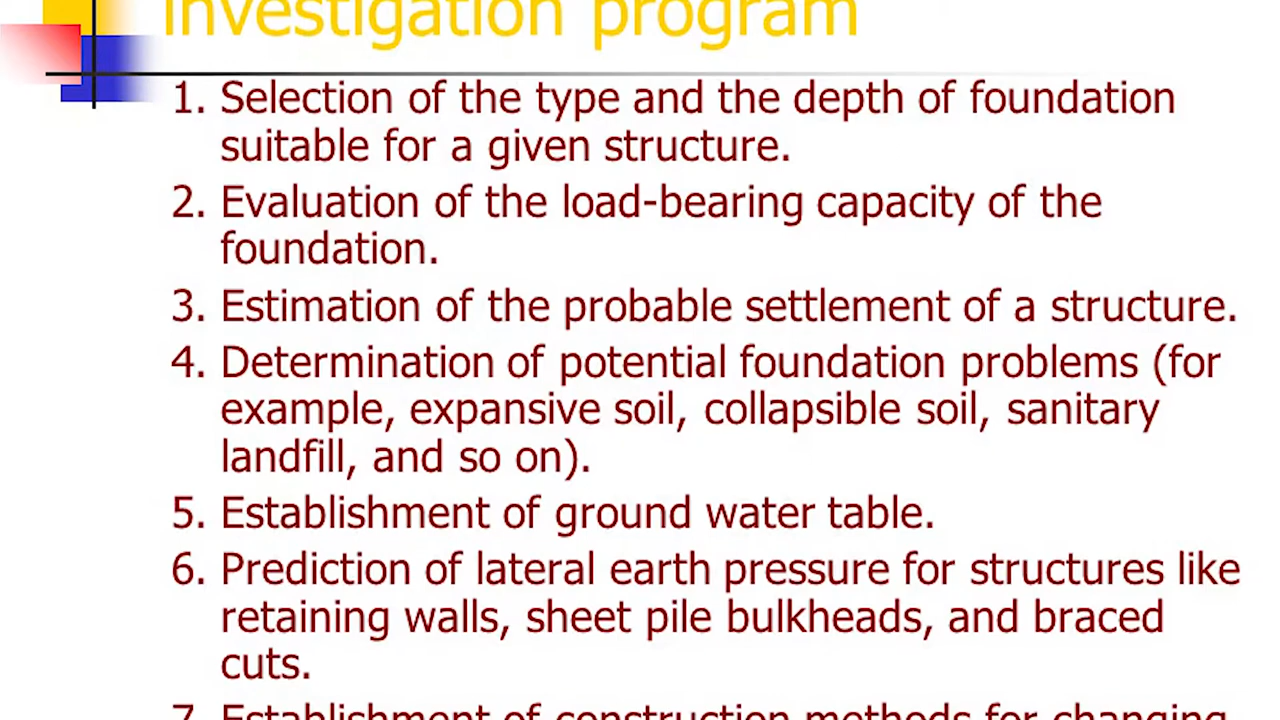 investigation program
1. Selection of the type and the depth of foundation
suitable for a given structure.
2. Evaluation of the load-bearing capacity of the
foundation.
3. Estimation of the probable settlement of a structure.
4. Determination of potential foundation problems (for
example, expansive soil, collapsible soil, sanitary
landfill, and so on).
5. Establishment of ground water table.
6. Prediction of lateral earth pressure for structures like
retaining walls, sheet pile bulkheads, and braced
cuts.
7. Establishment of construction methods for changing